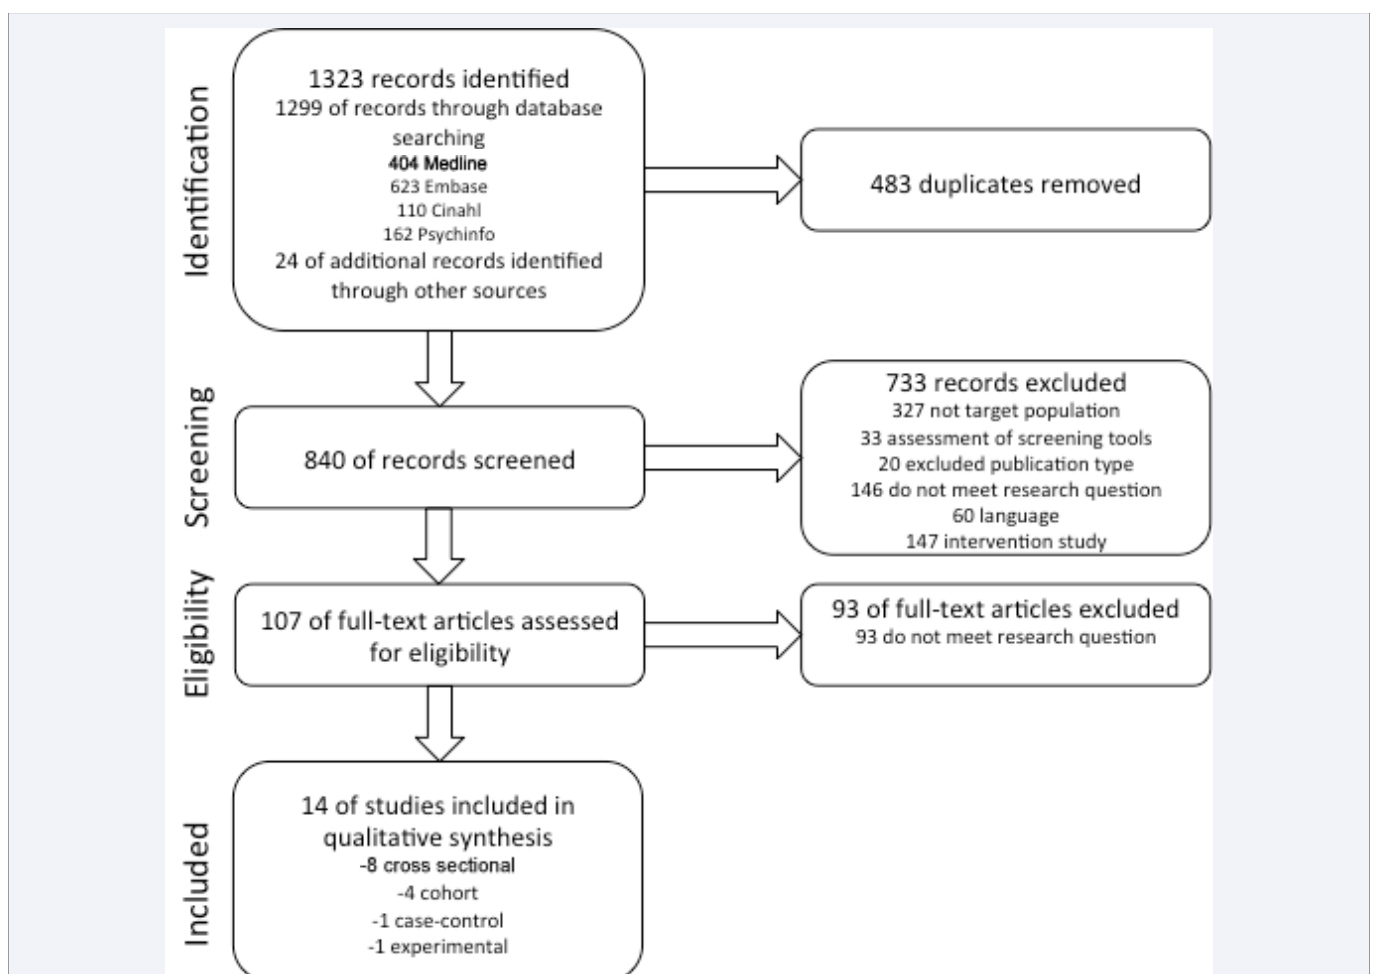 Identification
1323 records identified
1299 of records through database
searching
404 Medline
623 Embase
110 Cinahl
162 Psychinfo
24 of additional records identified
through other sources
483 duplicates removed
Screening
840 of records screened
733 records excluded
327 not target population
33 assessment of screening tools
20 excluded publication type
146 do not meet research question
60 language
147 intervention study
Eligibility
107 of full-text articles assessed
for eligibility
93 of full-text articles excluded
93 do not meet research question
Included
14 of studies included in
qualitative synthesis
-8 cross sectional
-4 cohort
-1 case-control
-1 experimental